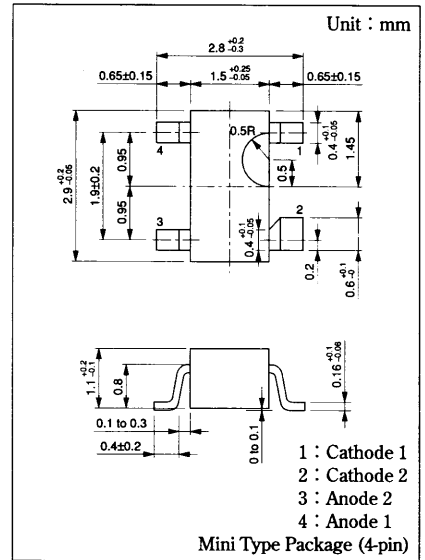 Unit : mm
2.8 +0.2 -0.3
0.65±0.15 1.5 +0.25 -0.05 0.65±0.15
0.5R
4 1
0.4 +0.1 -0.05
1.45
0.95
0.5
2.9 +0.2 -0.05
1.9±0.2
0.95
3 2
0.4 +0.1 -0.05
0.2
0.6 +0.1 -0
1.1 +0.2 -0.1
0.8
0.16 +0.1 -0.06
0.1 to 0.3
0.4±0.2
0 to 0.1
1 : Cathode 1
2 : Cathode 2
3 : Anode 2
4 : Anode 1
Mini Type Package (4-pin)